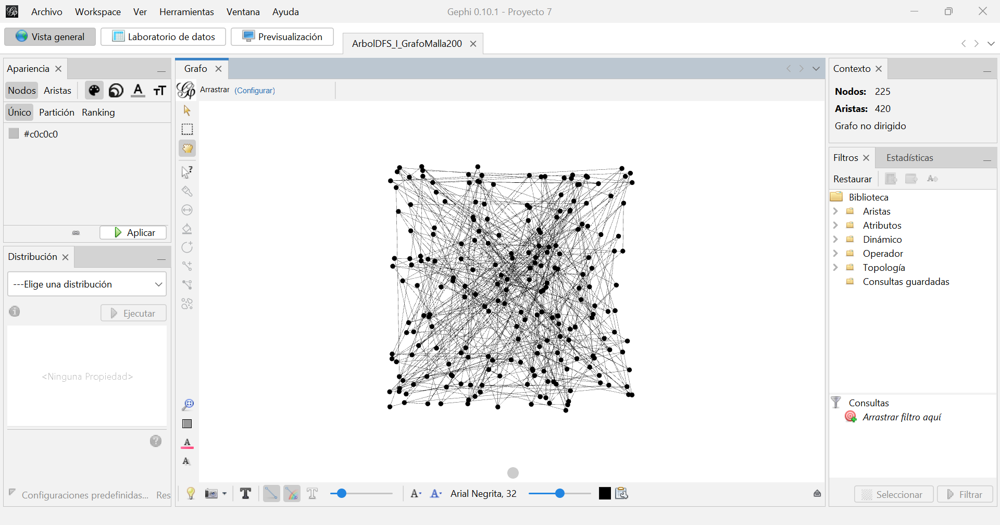 Archivo Workspace Ver Herramientas Ventana Ayuda Gephi 0.10.1 - Proyecto 7
Vista general Laboratorio de datos Previsualización ArbolDFS_I_GrafoMalla200
Apariencia
Nodos Aristas
Único Partición Ranking
#c0c0c0
Aplicar
Distribución
---Elige una distribución
Ejecutar
<Ninguna Propiedad>
Configuraciones predefinidas... Res
Grafo
Arrastrar (Configurar)
Arial Negrita, 32
Contexto
Nodos: 225
Aristas: 420
Grafo no dirigido
Filtros Estadísticas
Restaurar
Biblioteca
Aristas
Atributos
Dinámico
Operador
Topología
Consultas guardadas
Consultas
Arrastrar filtro aquí
Seleccionar Filtrar